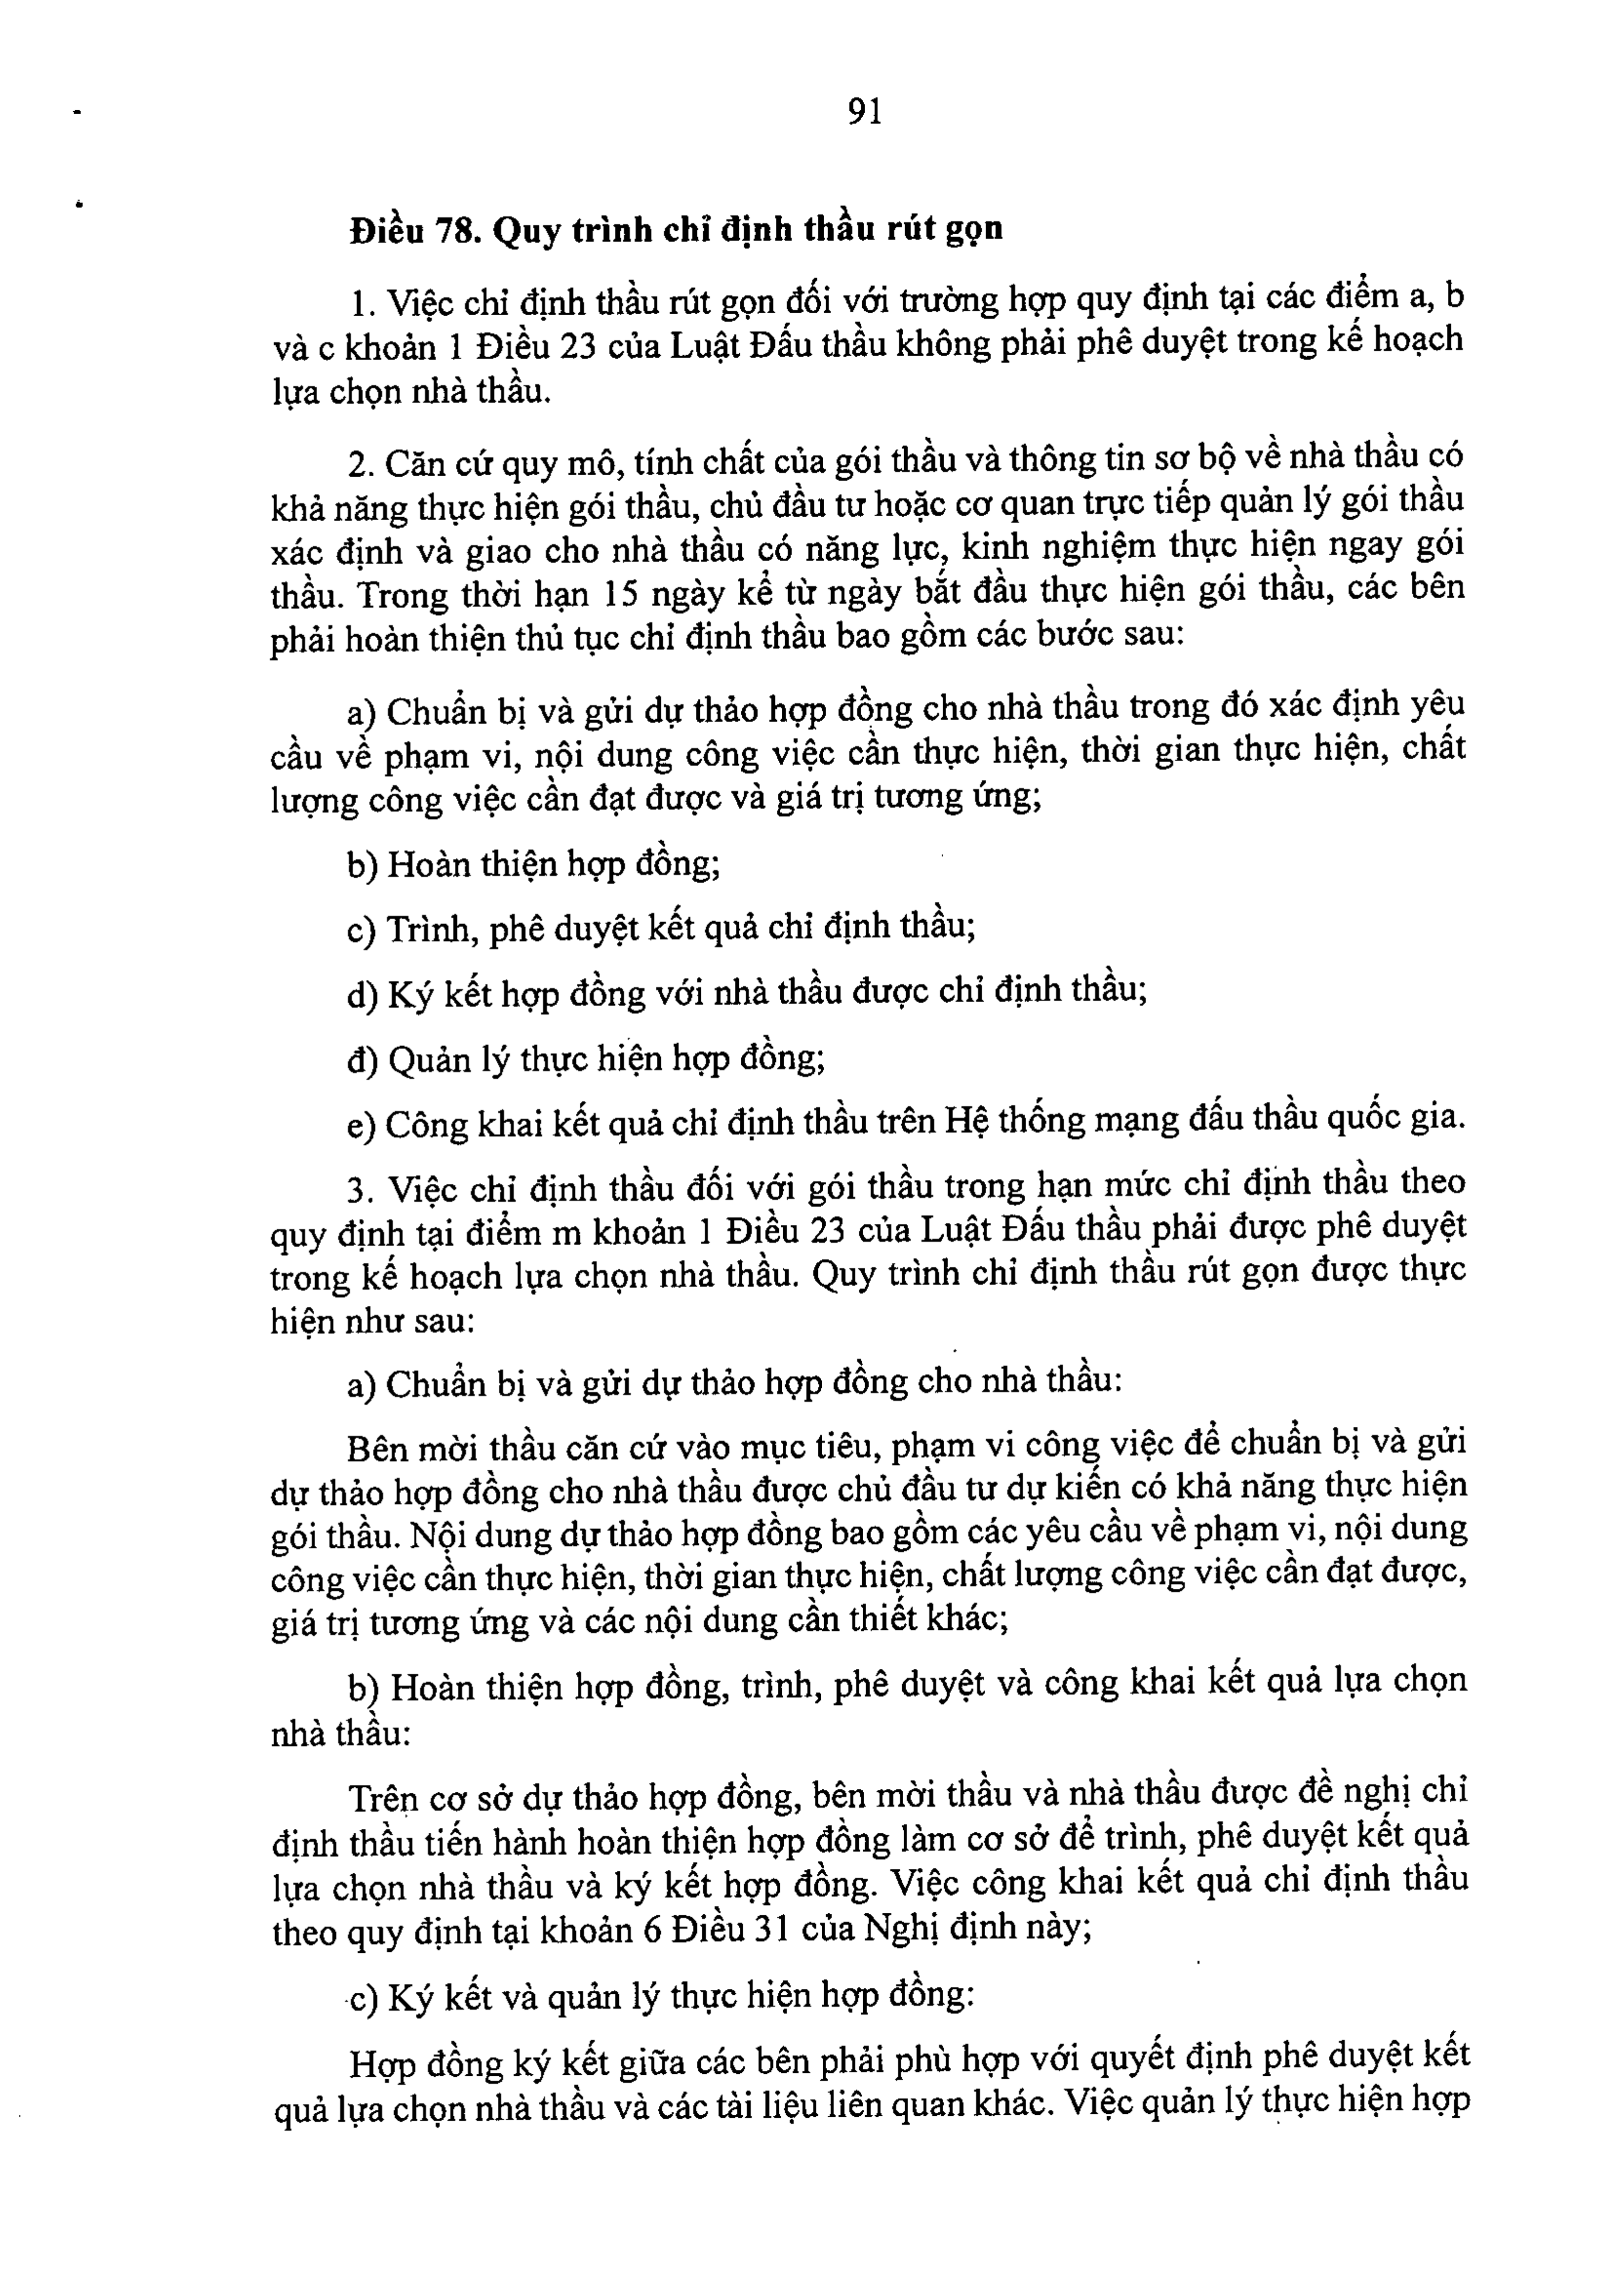 91
Điều 78. Quy trình chỉ định thầu rút gọn
1. Việc chỉ định thầu rút gọn đối với trường hợp quy định tại các điểm a, b
và c khoản 1 Điều 23 của Luật Đấu thầu không phải phê duyệt trong kế hoạch
lựa chọn nhà thầu.
2. Căn cứ quy mô, tính chất của gói thầu và thông tin sơ bộ về nhà thầu có
khả năng thực hiện gói thầu, chủ đầu tư hoặc cơ quan trực tiếp quản lý gói thầu
xác định và giao cho nhà thầu có năng lực, kinh nghiệm thực hiện ngay gói
thầu. Trong thời hạn 15 ngày kể từ ngày bắt đầu thực hiện gói thầu, các bên
phải hoàn thiện thủ tục chỉ định thầu bao gồm các bước sau:
a) Chuẩn bị và gửi dự thảo hợp đồng cho nhà thầu trong đó xác định yêu
cầu về phạm vi, nội dung công việc cần thực hiện, thời gian thực hiện, chất
lượng công việc cần đạt được và giá trị tương ứng;
b) Hoàn thiện hợp đồng;
c) Trình, phê duyệt kết quả chỉ định thầu;
d) Ký kết hợp đồng với nhà thầu được chỉ định thầu;
đ) Quản lý thực hiện hợp đồng;
e) Công khai kết quả chỉ định thầu trên Hệ thống mạng đấu thầu quốc gia.
3. Việc chỉ định thầu đối với gói thầu trong hạn mức chỉ định thầu theo
quy định tại điểm m khoản 1 Điều 23 của Luật Đấu thầu phải được phê duyệt
trong kế hoạch lựa chọn nhà thầu. Quy trình chỉ định thầu rút gọn được thực
hiện như sau:
a) Chuẩn bị và gửi dự thảo hợp đồng cho nhà thầu:
Bên mời thầu căn cứ vào mục tiêu, phạm vi công việc để chuẩn bị và gửi
dự thảo hợp đồng cho nhà thầu được chủ đầu tư dự kiến có khả năng thực hiện
gói thầu. Nội dung dự thảo hợp đồng bao gồm các yêu cầu về phạm vi, nội dung
công việc cần thực hiện, thời gian thực hiện, chất lượng công việc cần đạt được,
giá trị tương ứng và các nội dung cần thiết khác;
b) Hoàn thiện hợp đồng, trình, phê duyệt và công khai kết quả lựa chọn
nhà thầu:
Trên cơ sở dự thảo hợp đồng, bên mời thầu và nhà thầu được đề nghị chỉ
định thầu tiến hành hoàn thiện hợp đồng làm cơ sở để trình, phê duyệt kết quả
lựa chọn nhà thầu và ký kết hợp đồng. Việc công khai kết quả chỉ định thầu
theo quy định tại khoản 6 Điều 31 của Nghị định này;
c) Ký kết và quản lý thực hiện hợp đồng:
Hợp đồng ký kết giữa các bên phải phù hợp với quyết định phê duyệt kết
quả lựa chọn nhà thầu và các tài liệu liên quan khác. Việc quản lý thực hiện hợp